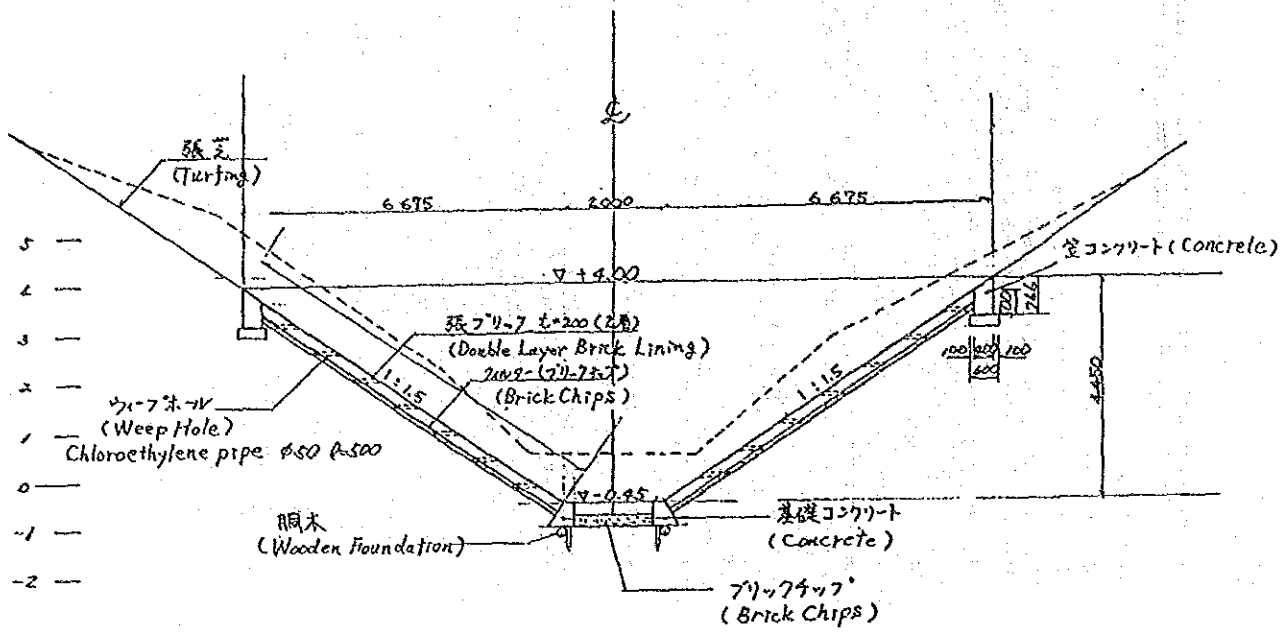 ℄
張芝
(Turfing)
6 675
2000
6 675
5
4
3
2
1
0
-1
-2
▽ +4.00
笠コンクリート (Concrete)
500
766
100 200 100
600
4450
張ブリック t=200 (2層)
(Double Layer Brick Lining)
フィルター (ブリックチップ)
(Brick Chips)
1:1.5
1:1.5
ウィープホール
(Weep Hole)
Chloroethylene pipe φ50 l=500
▽-0.45
胴木
(Wooden Foundation)
基礎コンクリート
(Concrete)
ブリックチップ
(Brick Chips)